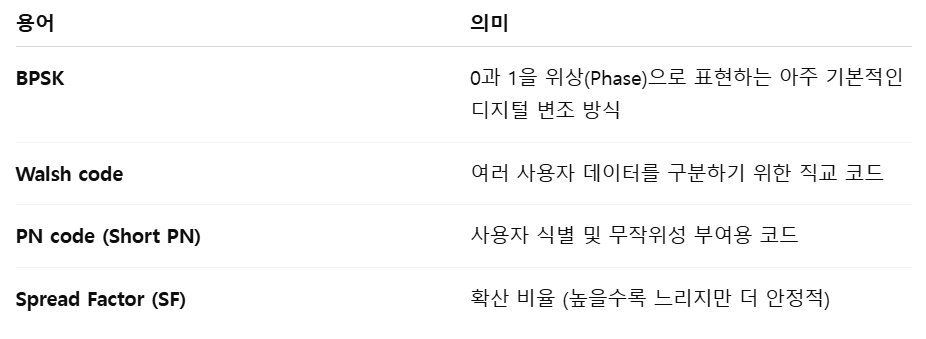 용어 의미
BPSK 0과 1을 위상(Phase)으로 표현하는 아주 기본적인
디지털 변조 방식
Walsh code 여러 사용자 데이터를 구분하기 위한 직교 코드
PN code (Short PN) 사용자 식별 및 무작위성 부여용 코드
Spread Factor (SF) 확산 비율 (높을수록 느리지만 더 안정적)